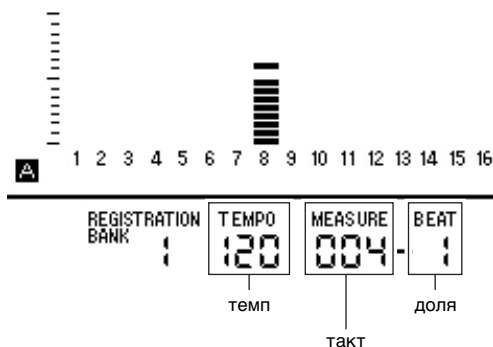 A 1 2 3 4 5 6 7 8 9 10 11 12 13 14 15 16
REGISTRATION TEMPO MEASURE BEAT
BANK 1 120 004 - 1
темп доля
такт